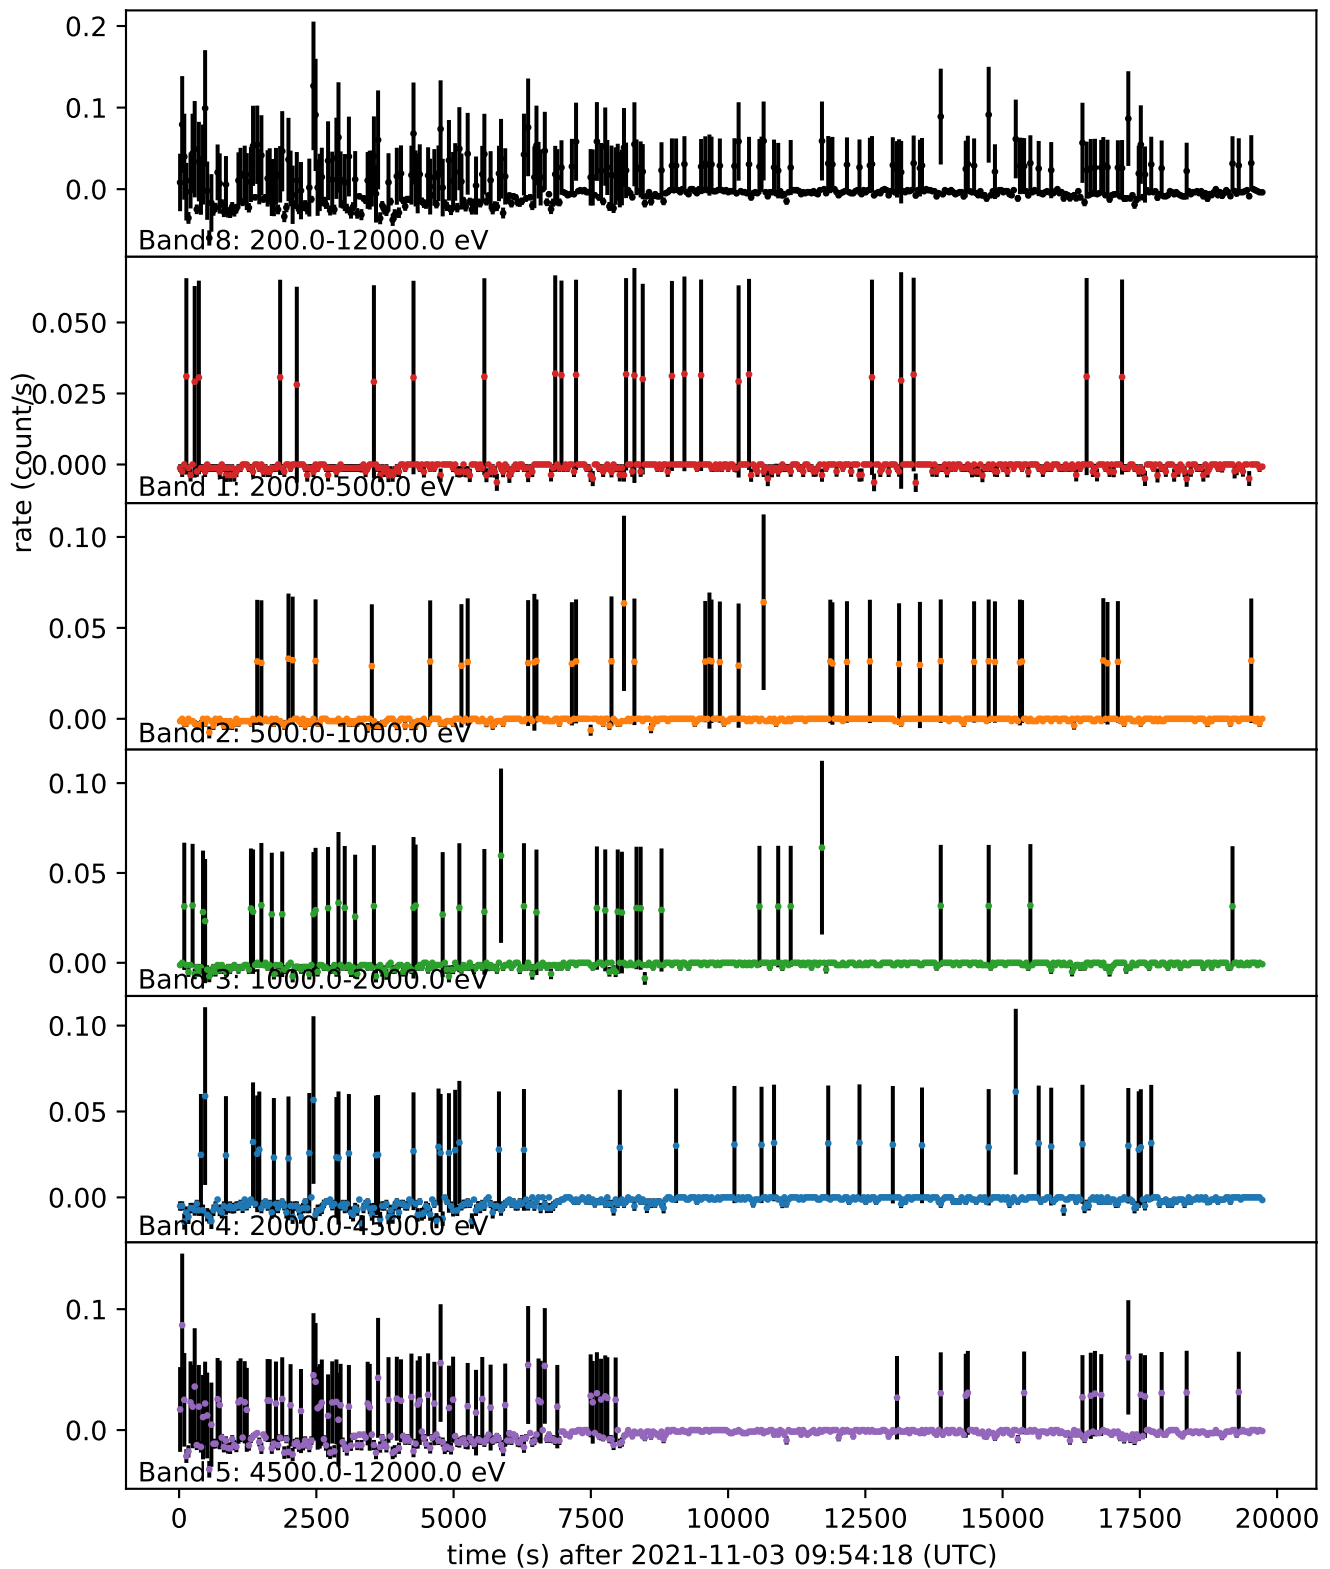 0.2
0.1
0.0
Band 8: 200.0-12000.0 eV
0.050
0.025
0.000
Band 1: 200.0-500.0 eV
rate (count/s)
0.10
0.05
0.00
Band 2: 500.0-1000.0 eV
0.10
0.05
0.00
Band 3: 1000.0-2000.0 eV
0.10
0.05
0.00
Band 4: 2000.0-4500.0 eV
0.1
0.0
Band 5: 4500.0-12000.0 eV
0 2500 5000 7500 10000 12500 15000 17500 20000
time (s) after 2021-11-03 09:54:18 (UTC)